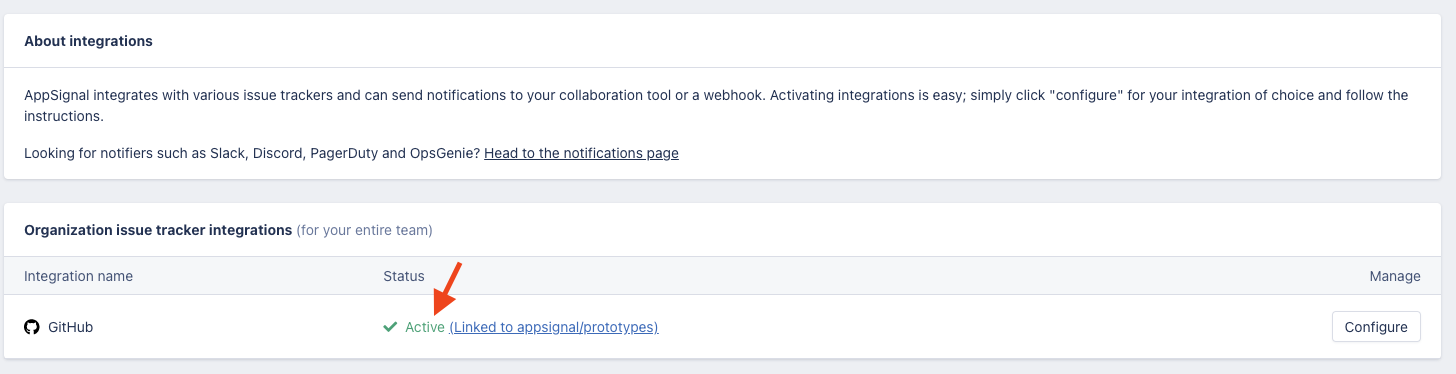 About integrations
AppSignal integrates with various issue trackers and can send notifications to your collaboration tool or a webhook. Activating integrations is easy; simply click "configure" for your integration of choice and follow the
instructions.
Looking for notifiers such as Slack, Discord, PagerDuty and OpsGenie? Head to the notifications page
Organization issue tracker integrations (for your entire team)
Integration name Status Manage
GitHub Active (Linked to appsignal/prototypes) Configure